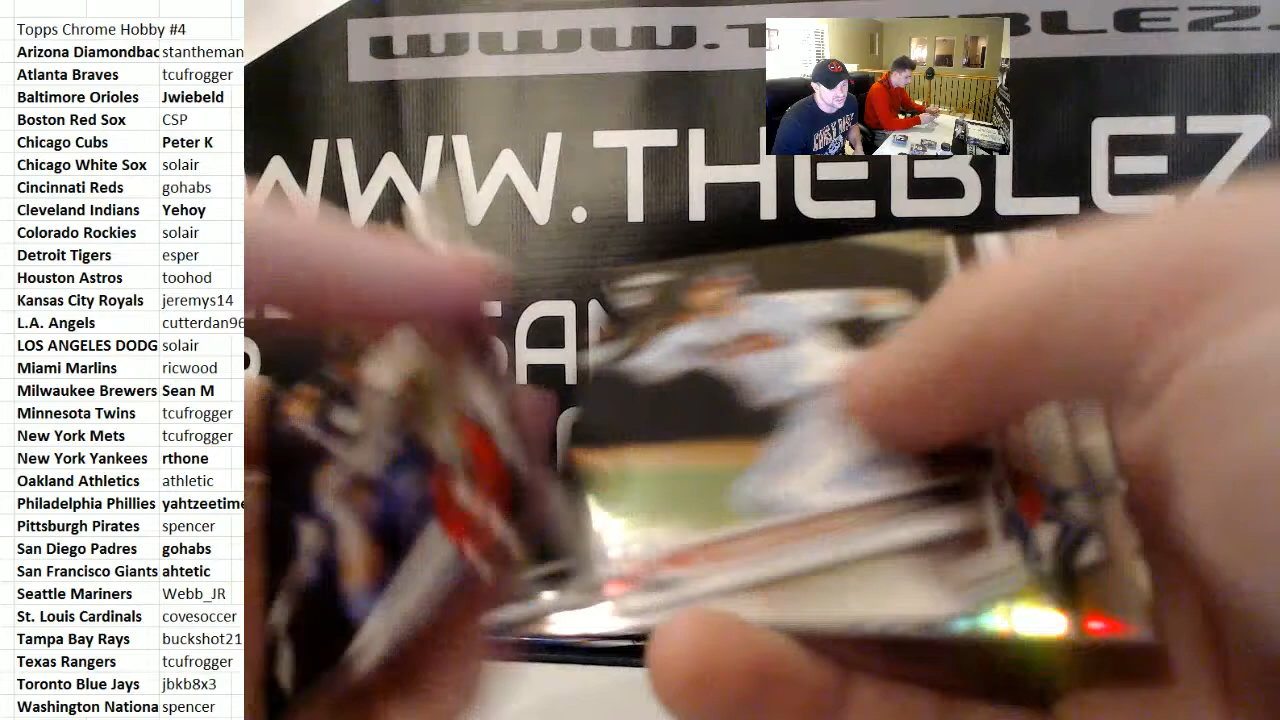 Topps Chrome Hobby #4
Arizona Diamondbac stantheman
Atlanta Braves tcufrogger
Baltimore Orioles Jwiebeld
Boston Red Sox CSP
Chicago Cubs Peter K
Chicago White Sox solair
Cincinnati Reds gohabs
Cleveland Indians Yehoy
Colorado Rockies solair
Detroit Tigers esper
Houston Astros toohod
Kansas City Royals jeremys14
L.A. Angels cutterdan96
LOS ANGELES DODG solair
Miami Marlins ricwood
Milwaukee Brewers Sean M
Minnesota Twins tcufrogger
New York Mets tcufrogger
New York Yankees rthone
Oakland Athletics athletic
Philadelphia Phillies yahtzeetime
Pittsburgh Pirates spencer
San Diego Padres gohabs
San Francisco Giants ahtetic
Seattle Mariners Webb_JR
St. Louis Cardinals covesoccer
Tampa Bay Rays buckshot21
Texas Rangers tcufrogger
Toronto Blue Jays jbkb8x3
Washington Nationa spencer
WWW.T BLEZ.
WWW.THEBLEZ
SAN